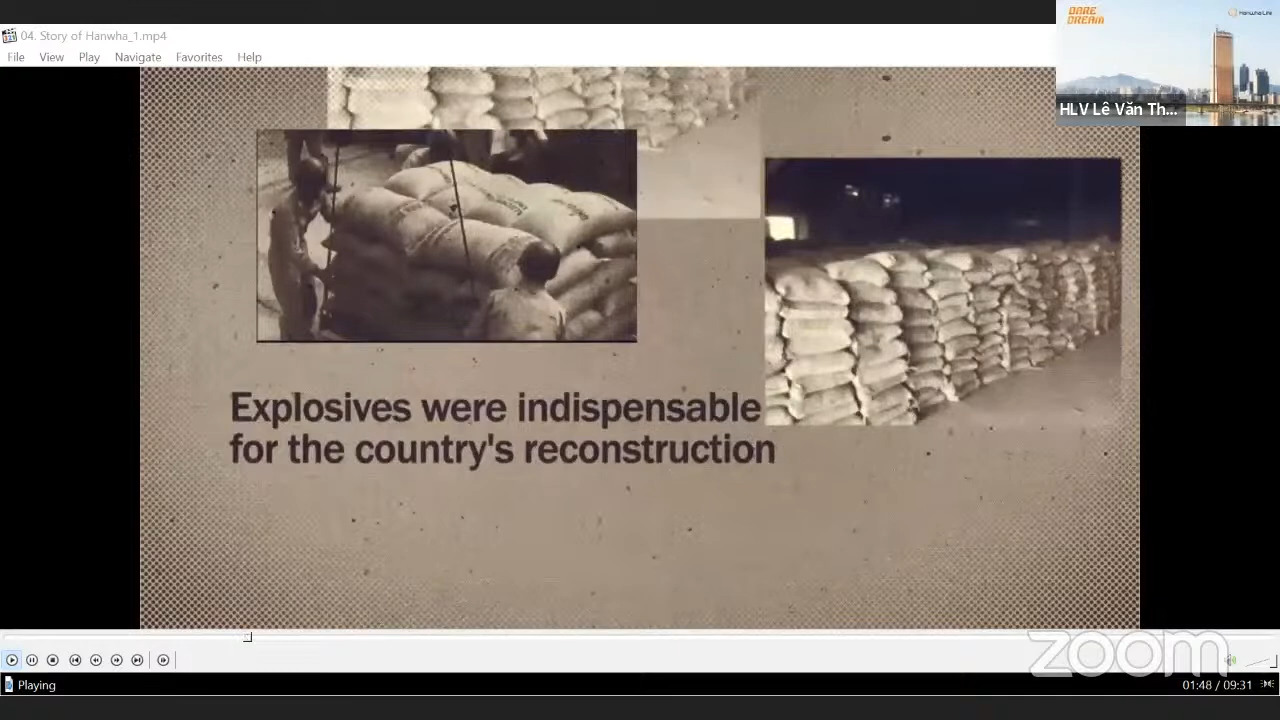 04. Story of Hanwha_1.mp4
File View Play Navigate Favorites Help
DARE
DREAM
Hanwha Life
HLV Lê Văn Th...
Explosives were indispensable
for the country's reconstruction
zoom
Playing
01:48 / 09:31